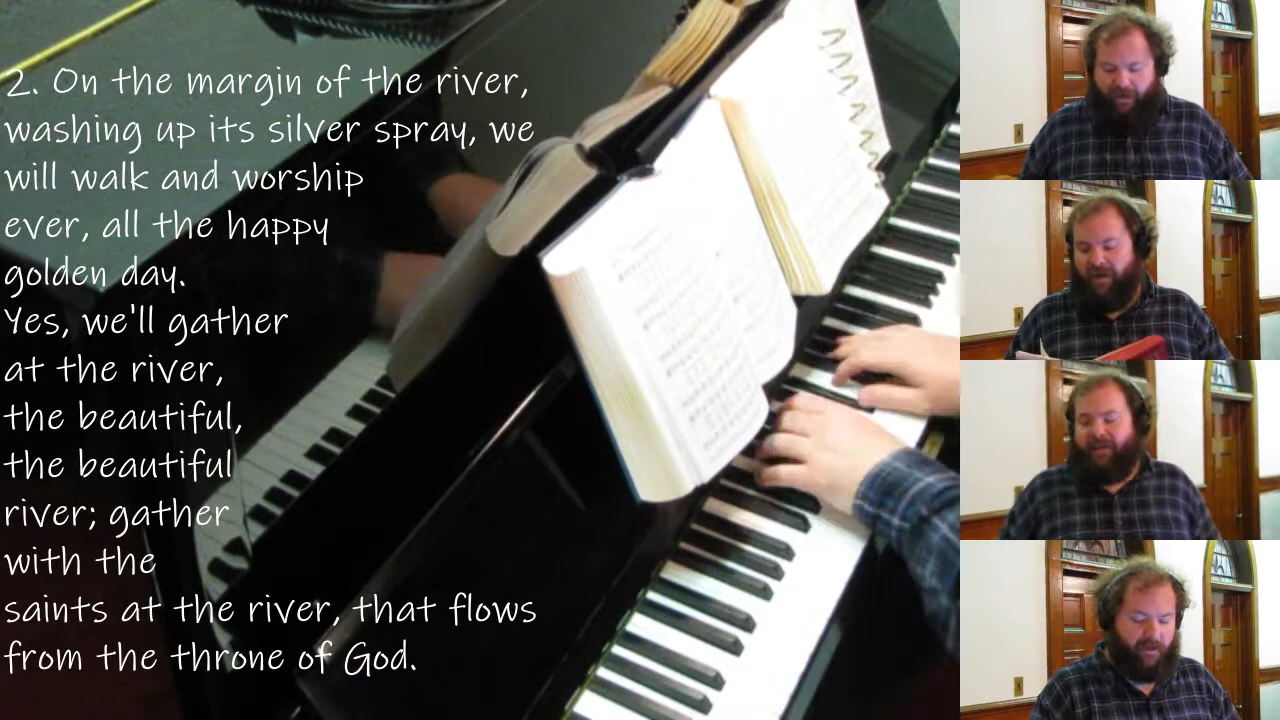 2. On the margin of the river,
washing up its silver spray, we
will walk and worship
ever, all the happy
golden day.
Yes, we'll gather
at the river,
the beautiful,
the beautiful
river; gather
with the
saints at the river, that flows
from the throne of God.